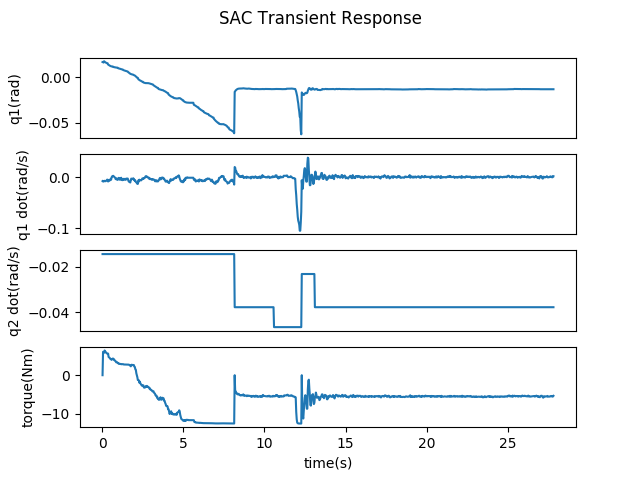 SAC Transient Response
q1(rad)
0.00
−0.05
q1 dot(rad/s)
0.0
−0.1
q2 dot(rad/s)
−0.02
−0.04
torque(Nm)
0
−10
0 5 10 15 20 25
time(s)